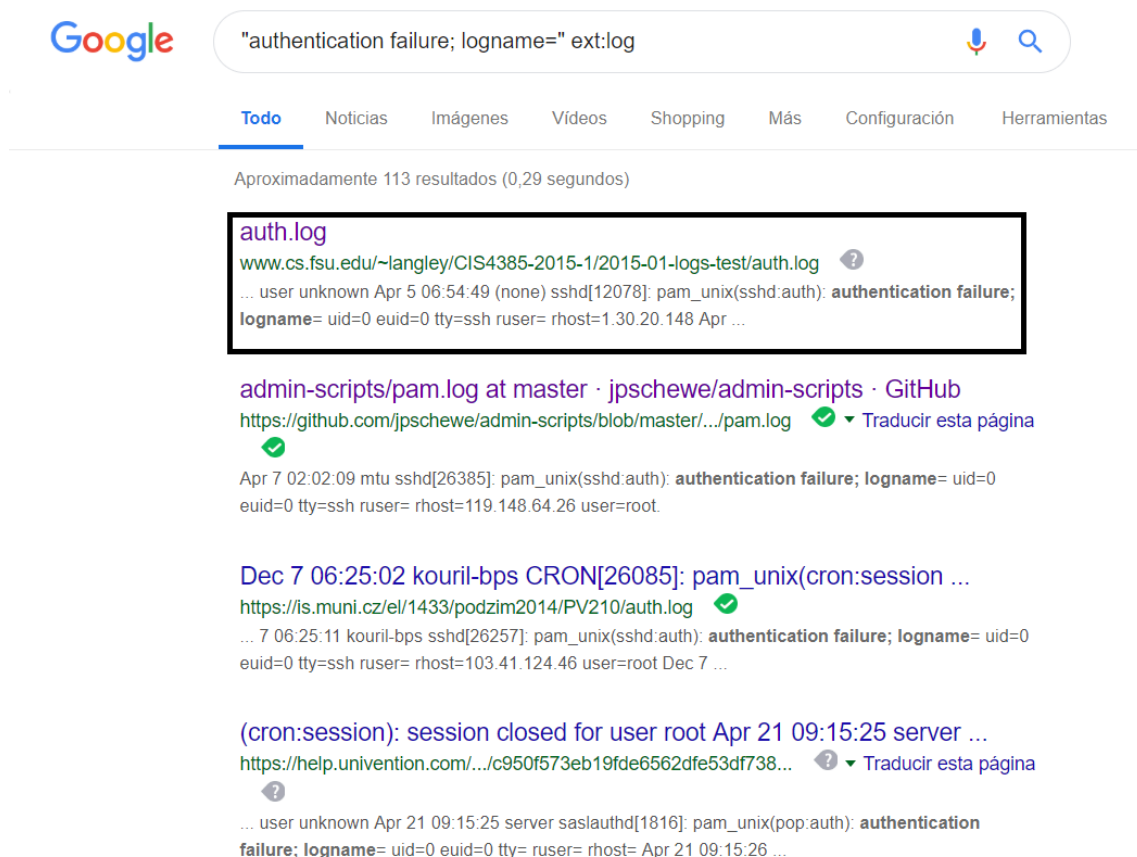 Google
"authentication failure; logname=" ext:log
Todo Noticias Imágenes Vídeos Shopping Más Configuración Herramientas
Aproximadamente 113 resultados (0,29 segundos)
auth.log
www.cs.fsu.edu/~langley/CIS4385-2015-1/2015-01-logs-test/auth.log ?
... user unknown Apr 5 06:54:49 (none) sshd[12078]: pam_unix(sshd:auth): authentication failure;
logname= uid=0 euid=0 tty=ssh ruser= rhost=1.30.20.148 Apr ...
admin-scripts/pam.log at master · jpschewe/admin-scripts · GitHub
https://github.com/jpschewe/admin-scripts/blob/master/.../pam.log Traducir esta página
Apr 7 02:02:09 mtu sshd[26385]: pam_unix(sshd:auth): authentication failure; logname= uid=0
euid=0 tty=ssh ruser= rhost=119.148.64.26 user=root.
Dec 7 06:25:02 kouril-bps CRON[26085]: pam_unix(cron:session ...
https://is.muni.cz/el/1433/podzim2014/PV210/auth.log
... 7 06:25:11 kouril-bps sshd[26257]: pam_unix(sshd:auth): authentication failure; logname= uid=0
euid=0 tty=ssh ruser= rhost=103.41.124.46 user=root Dec 7 ...
(cron:session): session closed for user root Apr 21 09:15:25 server ...
https://help.univention.com/.../c950f573eb19fde6562dfe53df738... ? Traducir esta página
?
... user unknown Apr 21 09:15:25 server saslauthd[1816]: pam_unix(pop:auth): authentication
failure; logname= uid=0 euid=0 tty= ruser= rhost= Apr 21 09:15:26 ...